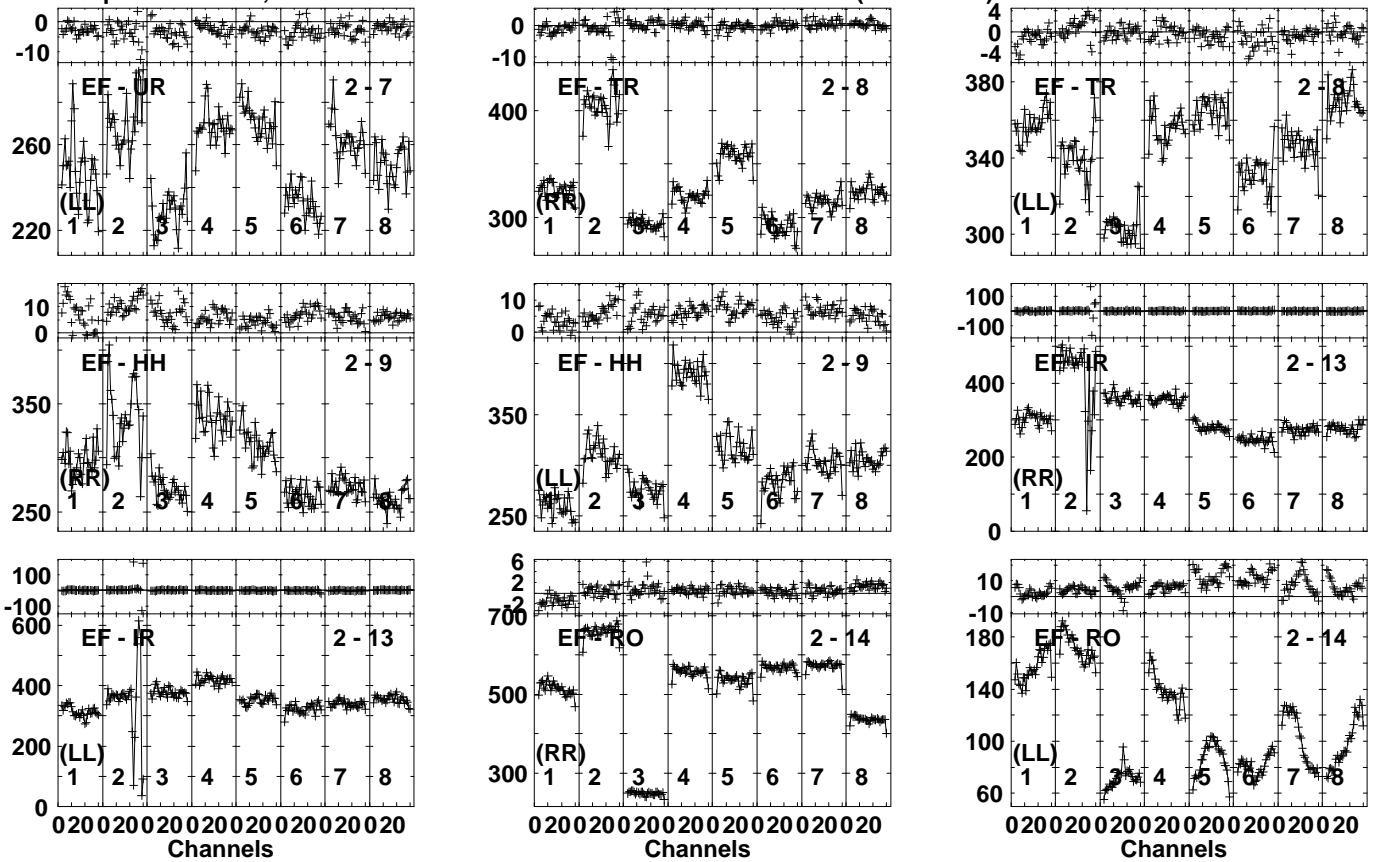 0
-10
EF - UR 2 - 7
260
220
(LL)
1 2 3 4 5 6 7 8
0
-10
EF - TR 2 - 8
400
300
(RR)
1 2 3 4 5 6 7 8
4
0
-4
EF - TR 2 - 8
380
340
300
(LL)
1 2 3 4 5 6 7 8
10
0
EF - HH 2 - 9
350
250
(RR)
1 2 3 4 5 6 7 8
10
0
EF - HH 2 - 9
350
250
(LL)
1 2 3 4 5 6 7 8
100
-100
EF - IR 2 - 13
400
200
0
(RR)
1 2 3 4 5 6 7 8
100
-100
EF - IR 2 - 13
600
400
200
0
(LL)
1 2 3 4 5 6 7 8
0 20 0 20 0 20 0 20 0 20 0 20 0 20 0 20
Channels
6
2
-2
EF - RO 2 - 14
700
500
300
(RR)
1 2 3 4 5 6 7 8
0 20 0 20 0 20 0 20 0 20 0 20 0 20 0 20
Channels
10
-10
EF - RO 2 - 14
180
140
100
60
(LL)
1 2 3 4 5 6 7 8
0 20 0 20 0 20 0 20 0 20 0 20 0 20 0 20
Channels